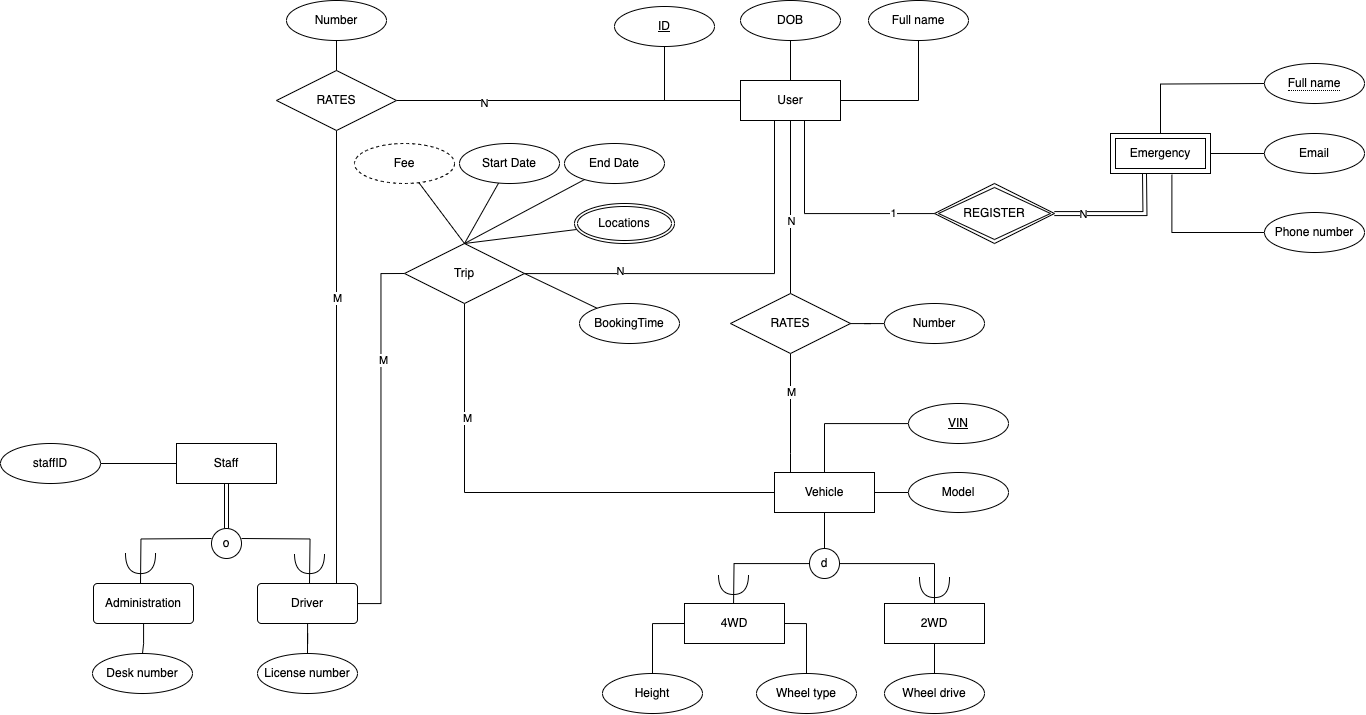 Number
ID
DOB
Full name
RATES
N
User
Full name
Fee
Start Date
End Date
Emergency
Email
Locations
N
1
REGISTER
N
Phone number
Trip
N
M
BookingTime
RATES
Number
M
M
M
VIN
staffID
Staff
Vehicle
Model
o
d
Administration
Driver
4WD
2WD
Desk number
License number
Height
Wheel type
Wheel drive